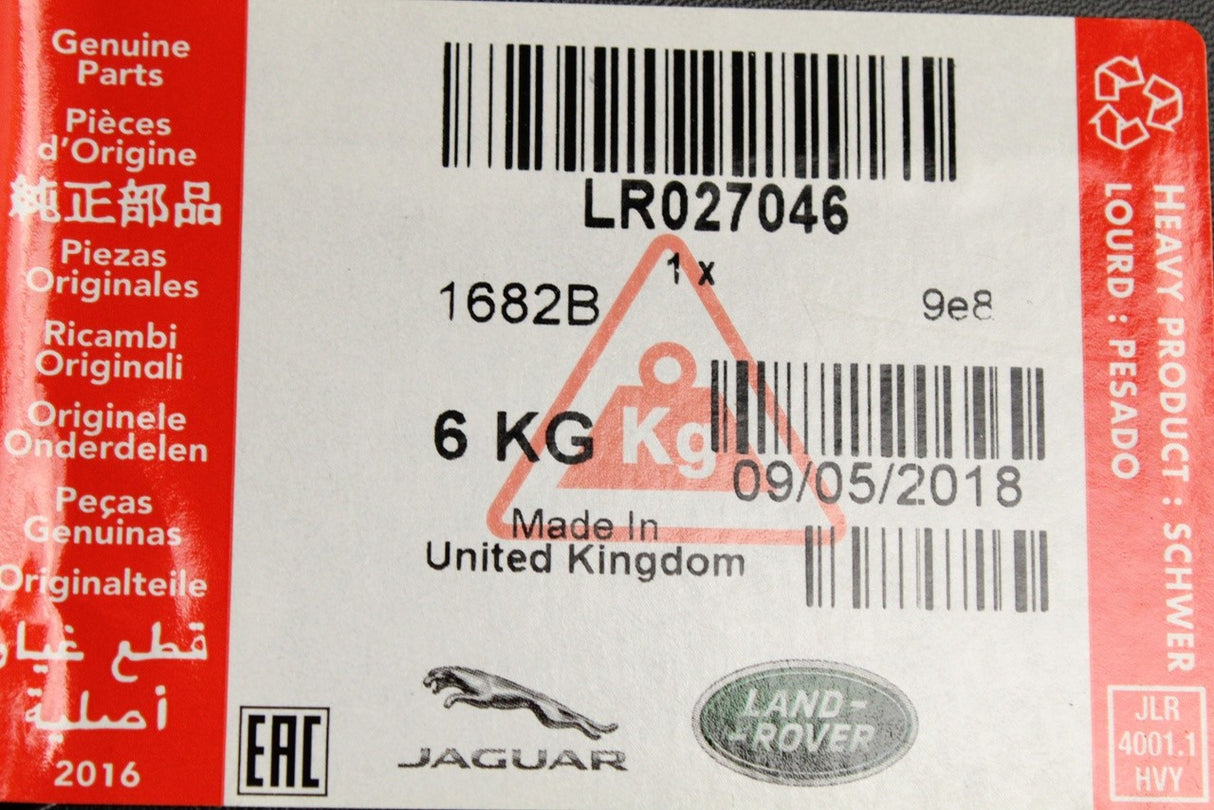 Genuine
Parts
Pièces
d'Origine
純正部品
Piezas
Originales
Ricambi
Originali
Originele
Onderdelen
Peças
Genuinas
Originalteile
قطع غيار
أصلية
2016
LR027046
1 x
1682B
9e8
6 KG
Kg
09/05/2018
Made In
United Kingdom
EAC
JAGUAR
LAND-
-ROVER
HEAVY PRODUCT : SCHWER
LOURD : PESADO
JLR
4001.1
HVY